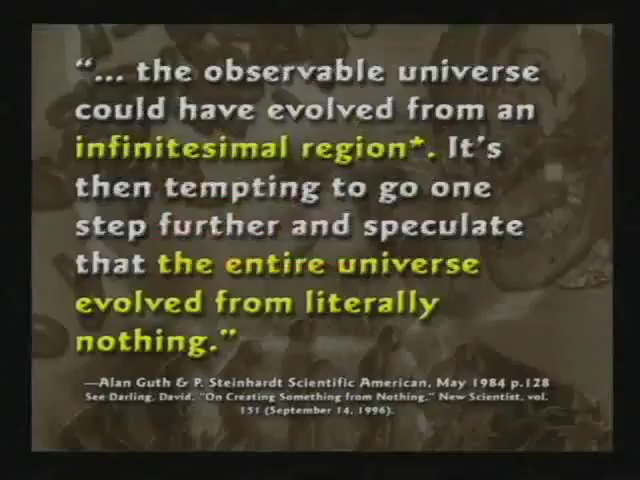 “... the observable universe
could have evolved from an
infinitesimal region*. It's
then tempting to go one
step further and speculate
that the entire universe
evolved from literally
nothing.”
—Alan Guth & P. Steinhardt Scientific American, May 1984 p.128
See Darling, David, "On Creating Something from Nothing," New Scientist, vol.
151 (September 14, 1996).